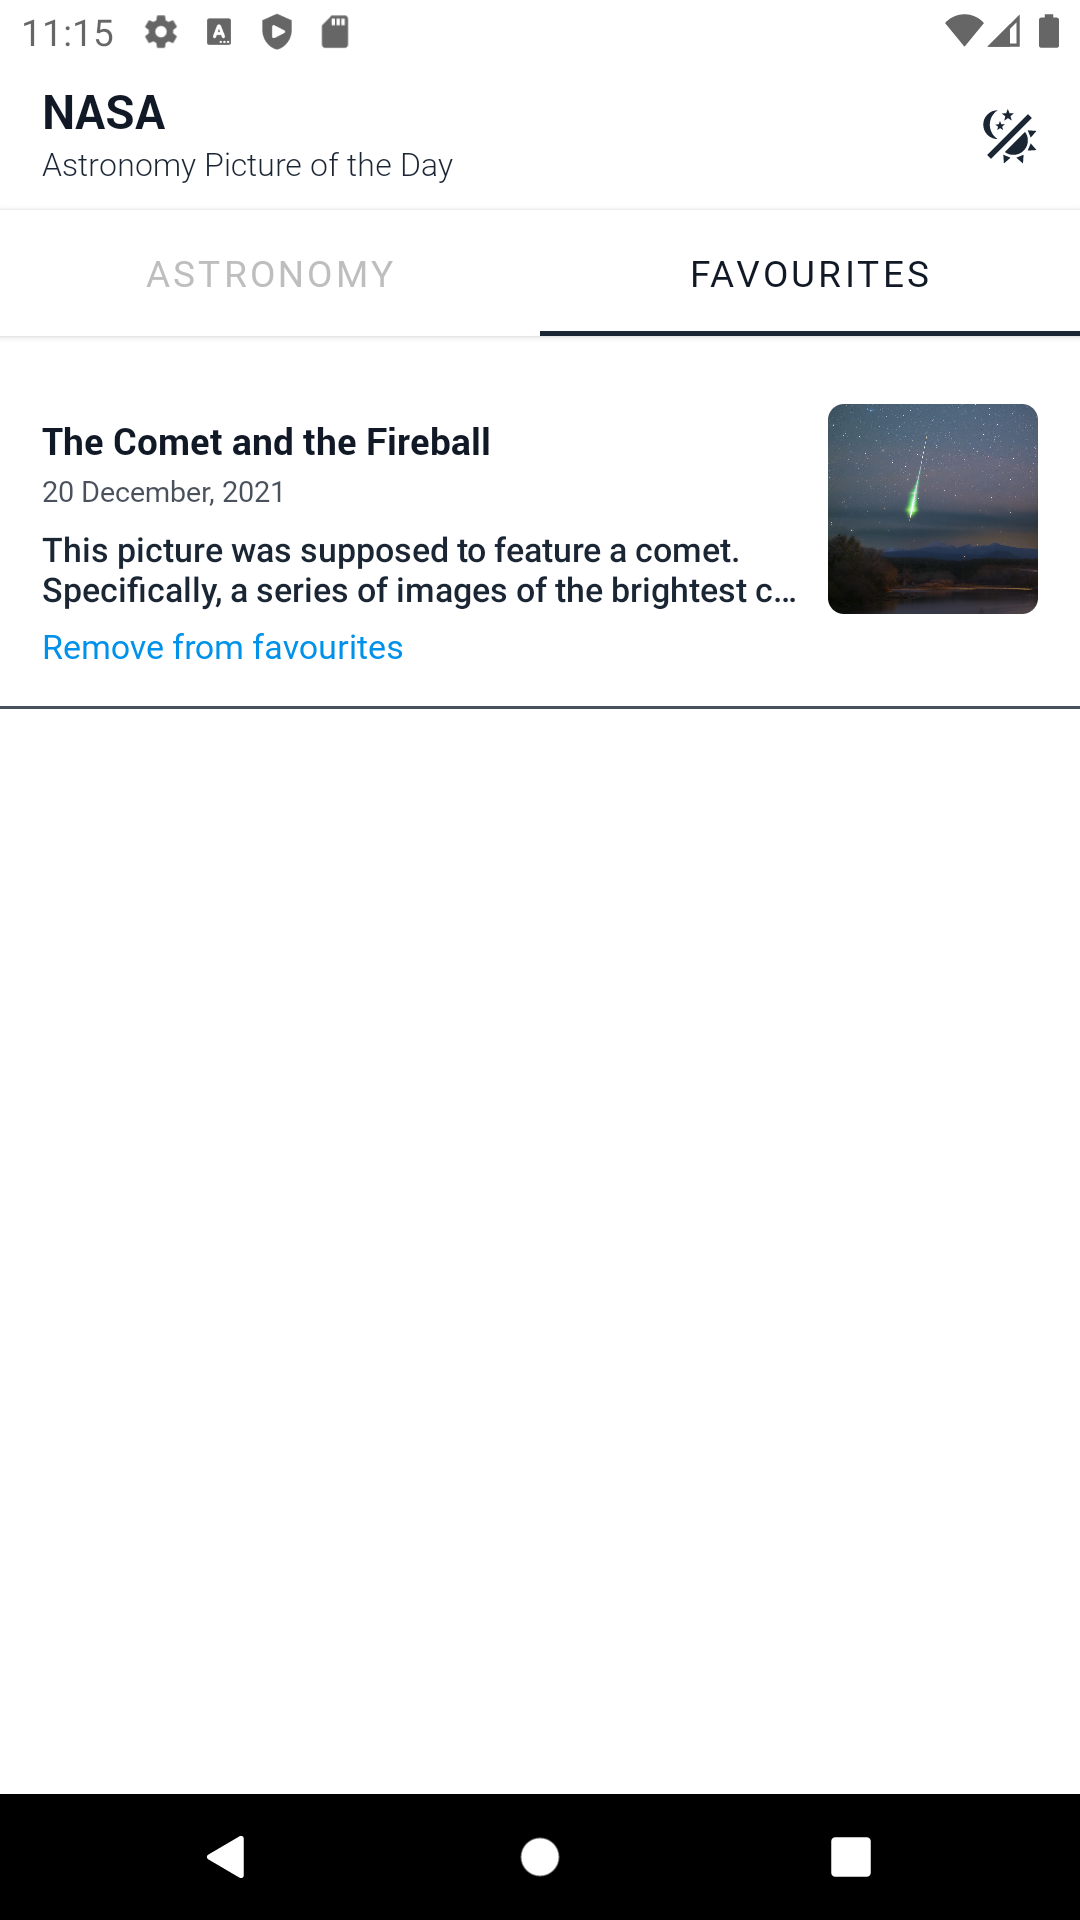 11:15
NASA
Astronomy Picture of the Day
ASTRONOMY
FAVOURITES
The Comet and the Fireball
20 December, 2021
This picture was supposed to feature a comet.
Specifically, a series of images of the brightest c...
Remove from favourites